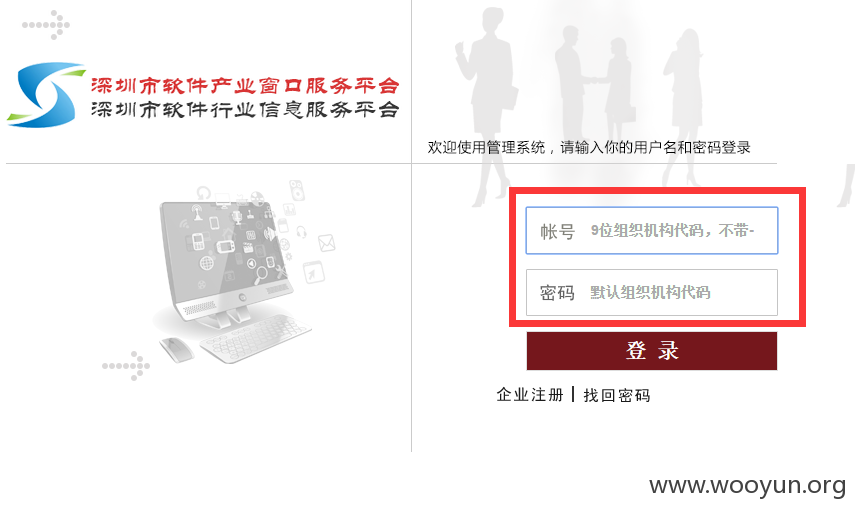 深圳市软件产业窗口服务平台
深圳市软件行业信息服务平台
欢迎使用管理系统，请输入你的用户名和密码登录
帐号 9位组织机构代码，不带-
密码 默认组织机构代码
登 录
企业注册 | 找回密码
www.wooyun.org